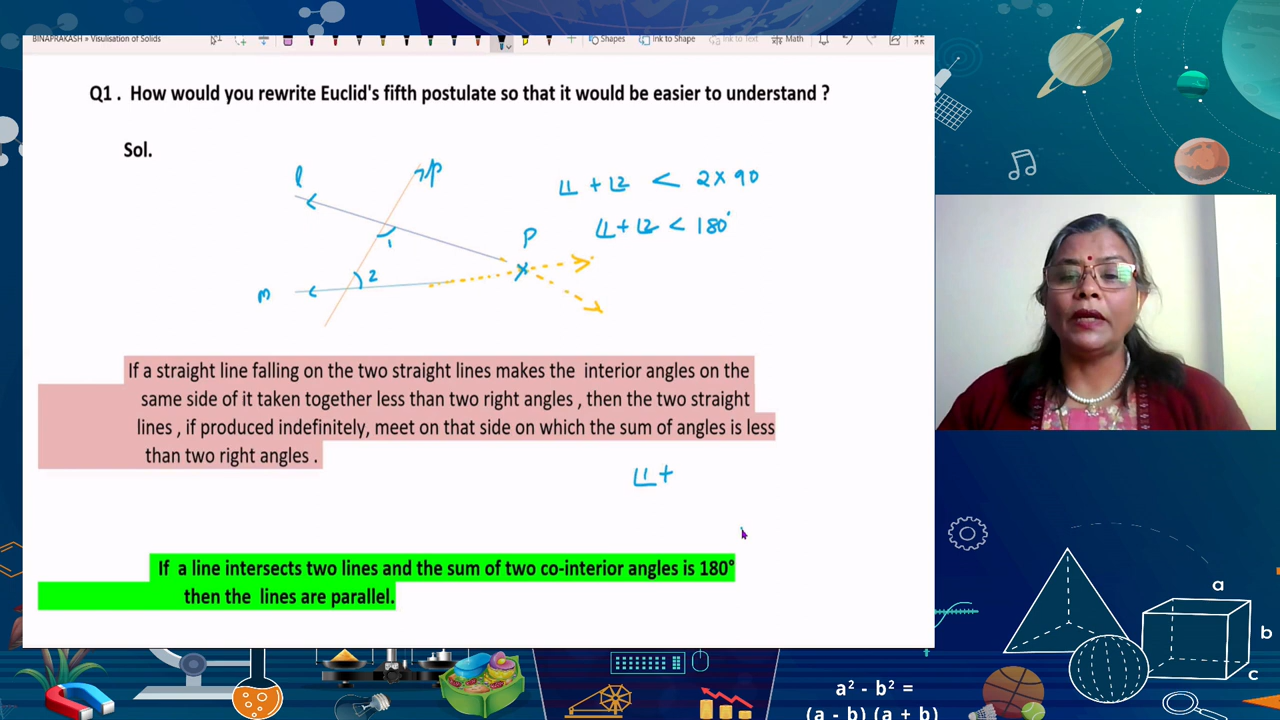 BINAPRAKASH » Visulisation of Solids
Shapes Ink to Shape Ink to Text Math
Q1 . How would you rewrite Euclid's fifth postulate so that it would be easier to understand ?
Sol.
l
p
∠1 + ∠2 < 2×90
∠1 + ∠2 < 180°
P
1
2
m
If a straight line falling on the two straight lines makes the interior angles on the
same side of it taken together less than two right angles , then the two straight
lines , if produced indefinitely, meet on that side on which the sum of angles is less
than two right angles .
∠1 +
If a line intersects two lines and the sum of two co-interior angles is 180°
then the lines are parallel.
a
b
c
a² - b² =
(a - b) (a + b)